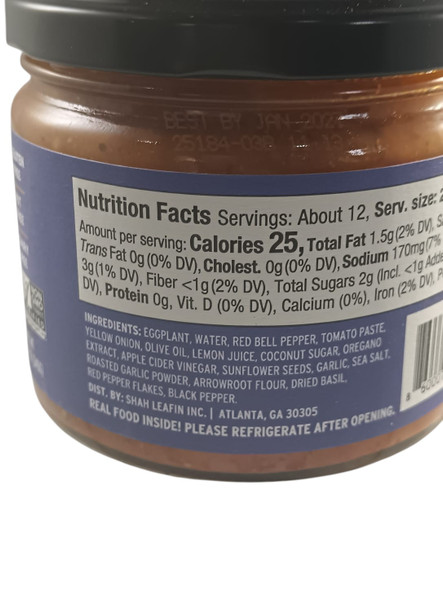 BEST BY JAN 202
25184-03
Nutrition Facts Servings: About 12, Serv. size: 2
Amount per serving: Calories 25, Total Fat 1.5g (2% DV), S
Trans Fat 0g (0% DV), Cholest. 0g (0% DV), Sodium 170mg (7%
3g (1% DV), Fiber <1g (2% DV), Total Sugars 2g (Incl. <1g Adde
DV), Protein 0g, Vit. D (0% DV), Calcium (0%), Iron (2% DV), P
INGREDIENTS: EGGPLANT, WATER, RED BELL PEPPER, TOMATO PASTE,
YELLOW ONION, OLIVE OIL, LEMON JUICE, COCONUT SUGAR, OREGANO
EXTRACT, APPLE CIDER VINEGAR, SUNFLOWER SEEDS, GARLIC, SEA SALT,
ROASTED GARLIC POWDER, ARROWROOT FLOUR, DRIED BASIL,
RED PEPPER FLAKES, BLACK PEPPER.
DIST. BY: SHAH LEAFIN INC. | ATLANTA, GA 30305
REAL FOOD INSIDE! PLEASE REFRIGERATE AFTER OPENING.